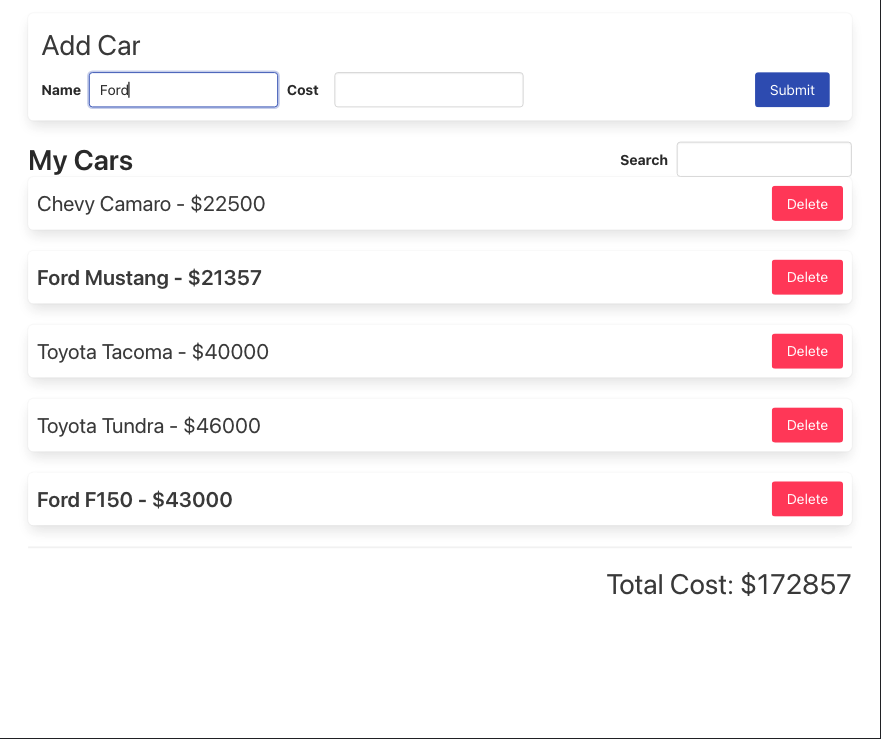 Add Car
Name Ford Cost Submit
My Cars Search
Chevy Camaro - $22500 Delete
Ford Mustang - $21357 Delete
Toyota Tacoma - $40000 Delete
Toyota Tundra - $46000 Delete
Ford F150 - $43000 Delete
Total Cost: $172857